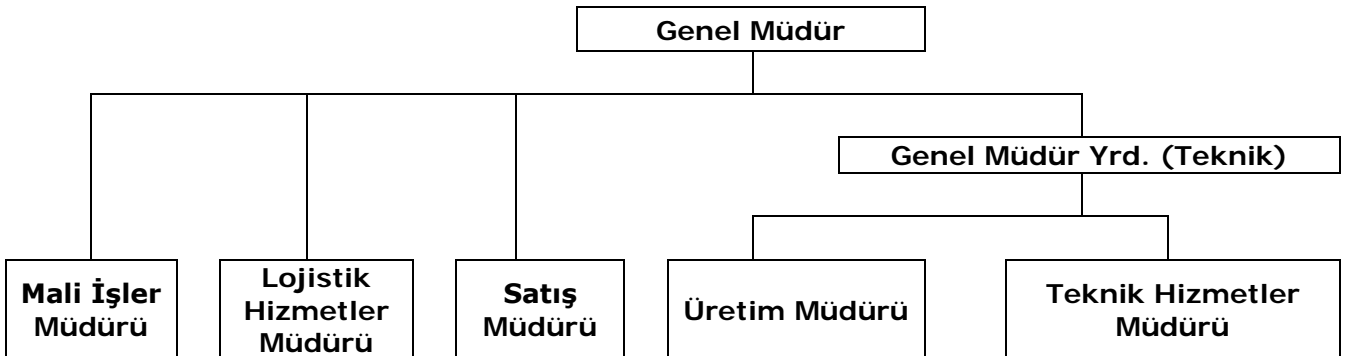 Genel Müdür
Genel Müdür Yrd. (Teknik)
Mali İşler
Müdürü
Lojistik
Hizmetler
Müdürü
Satış
Müdürü
Üretim Müdürü
Teknik Hizmetler
Müdürü